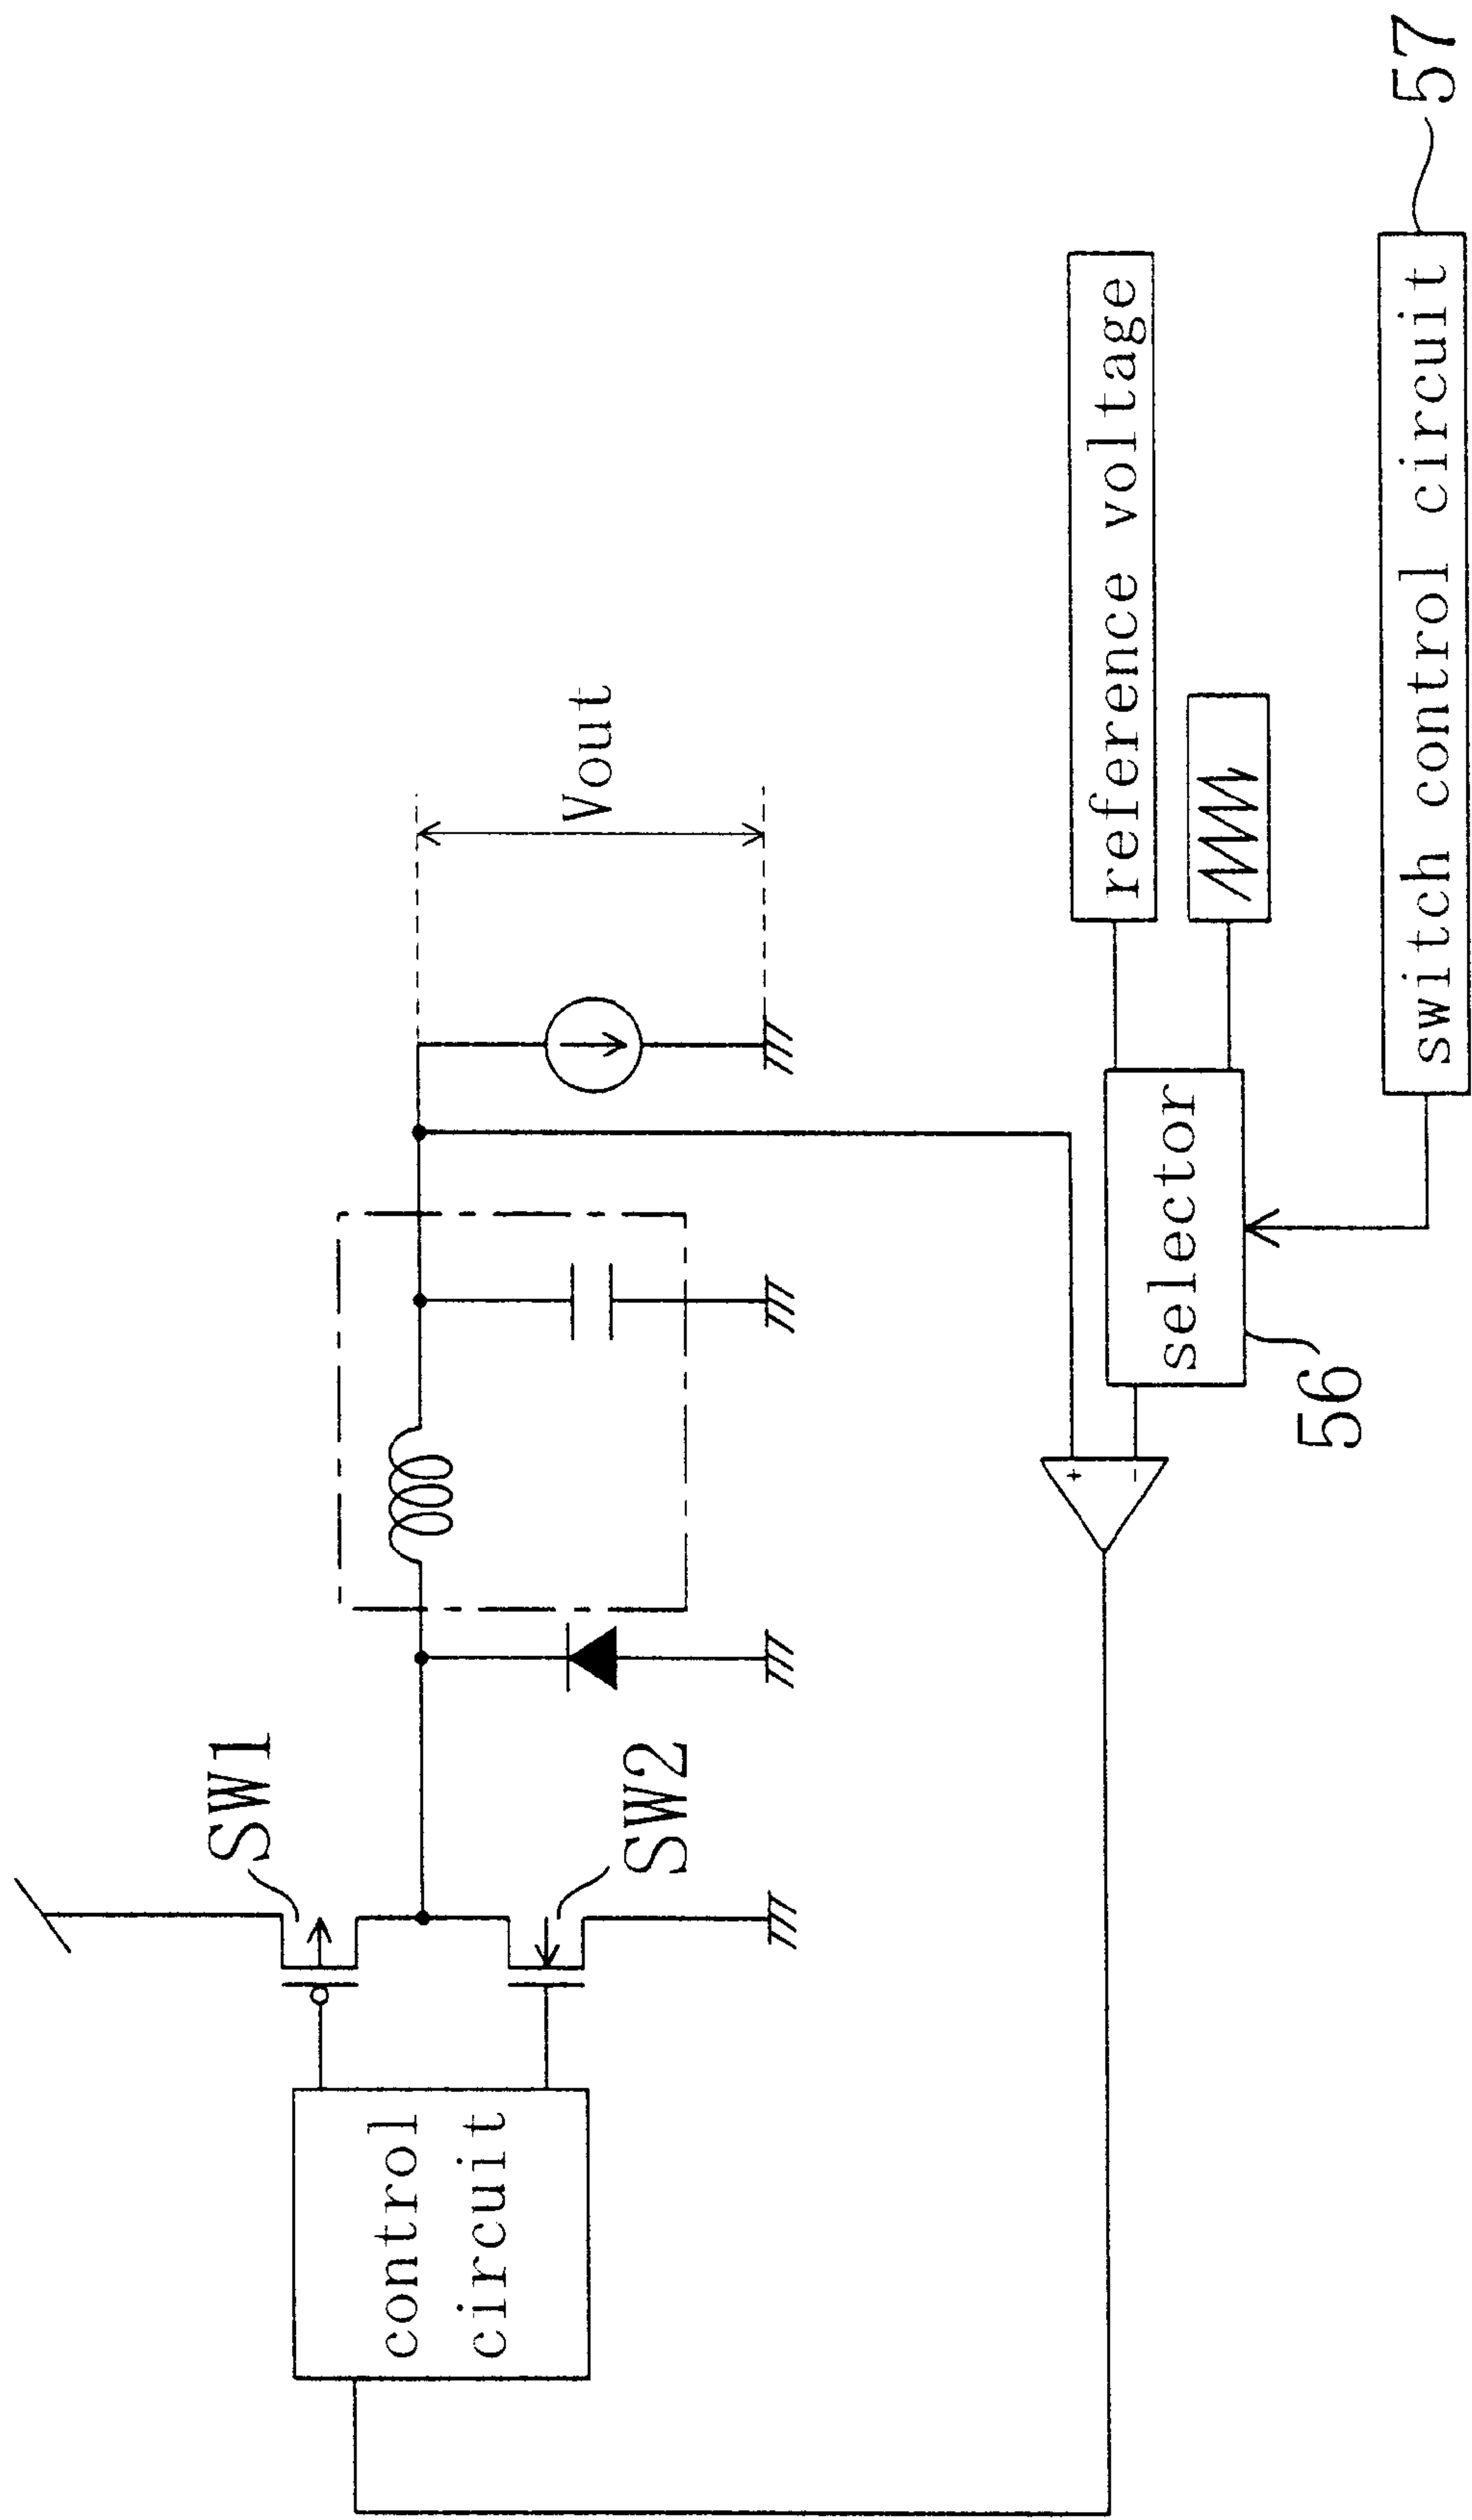 SW1
control
circuit
SW2
Vout
+
-
selector
reference voltage
56
switch control circuit
57